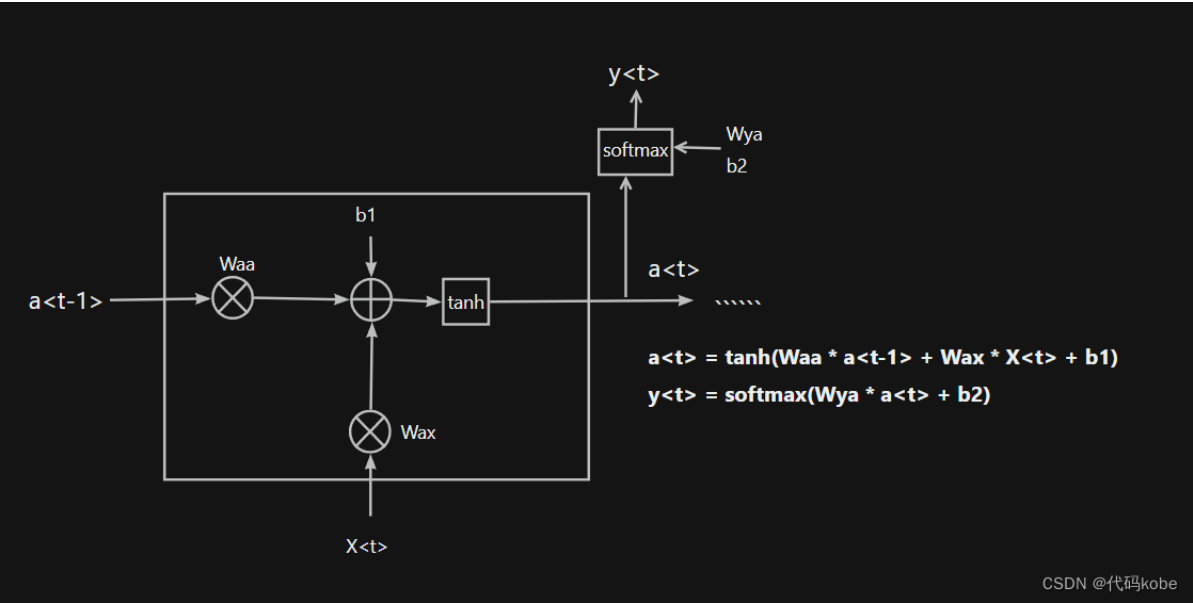 y<t>
softmax
Wya
b2
b1
Waa
a<t-1>
tanh
a<t>
``````
a<t> = tanh(Waa * a<t-1> + Wax * X<t> + b1)
y<t> = softmax(Wya * a<t> + b2)
Wax
X<t>
CSDN @代码kobe